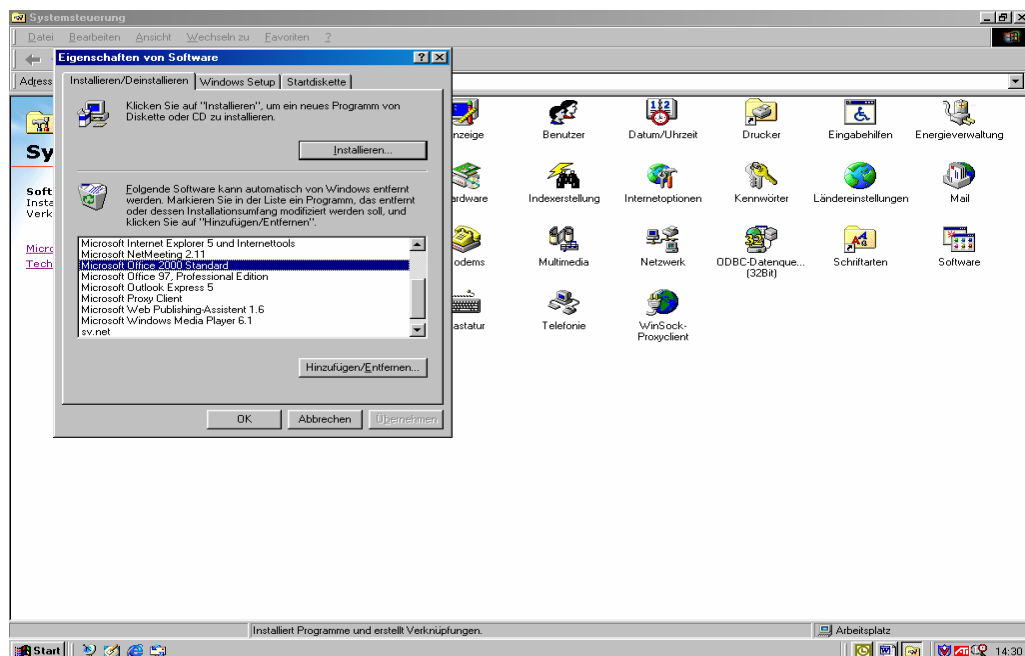 Systemsteuerung
Datei Bearbeiten Ansicht Wechseln zu Favoriten ?
Adress
Eigenschaften von Software
Installieren/Deinstallieren Windows Setup Startdiskette
Klicken Sie auf "Installieren", um ein neues Programm von
Diskette oder CD zu installieren.
Installieren...
Folgende Software kann automatisch von Windows entfernt
werden. Markieren Sie in der Liste ein Programm, das entfernt
oder dessen Installationsumfang modifiziert werden soll, und
klicken Sie auf "Hinzufügen/Entfernen".
Microsoft Internet Explorer 5 und Internettools
Microsoft NetMeeting 2.11
Microsoft Office 2000 Standard
Microsoft Office 97, Professional Edition
Microsoft Outlook Express 5
Microsoft Proxy Client
Microsoft Web Publishing-Assistent 1.6
Microsoft Windows Media Player 6.1
sv.net
Hinzufügen/Entfernen...
OK Abbrechen Übernehmen
Sy
Soft
Insta
Verk
Micro
Tech
nzeige Benutzer Datum/Uhrzeit Drucker Eingabehilfen Energieverwaltung
ardware Indexerstellung Internetoptionen Kennwörter Ländereinstellungen Mail
odems Multimedia Netzwerk ODBC-Datenque...
(32Bit) Schriftarten Software
astatur Telefonie WinSock-
Proxyclient
Installiert Programme und erstellt Verknüpfungen.
Arbeitsplatz
Start
14:30